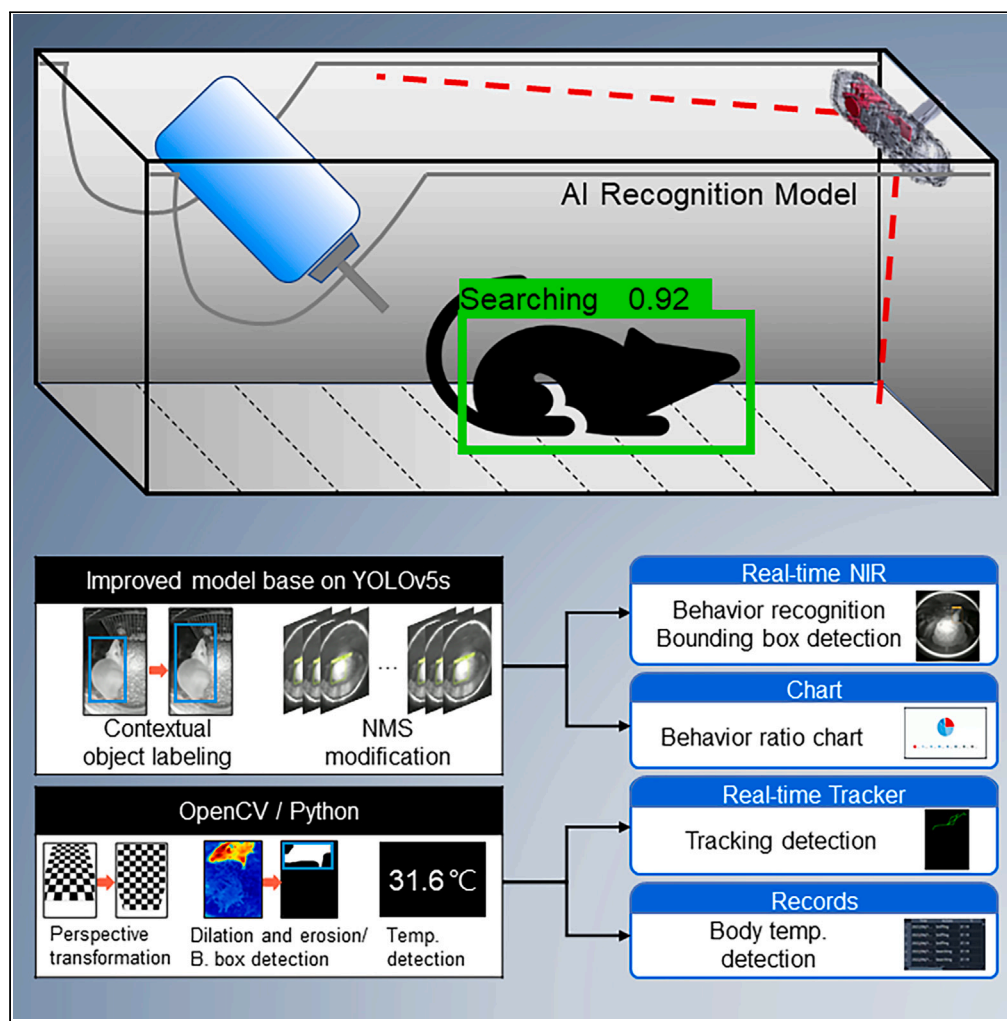 AI Recognition Model
Searching 0.92
Improved model base on YOLOv5s
Contextual
object labeling
NMS
modification
...
OpenCV / Python
31.6℃
Perspective
transformation
Dilation and erosion/
B. box detection
Temp.
detection
Real-time NIR
Behavior recognition
Bounding box detection
Chart
Behavior ratio chart
Real-time Tracker
Tracking detection
Records
Body temp.
detection